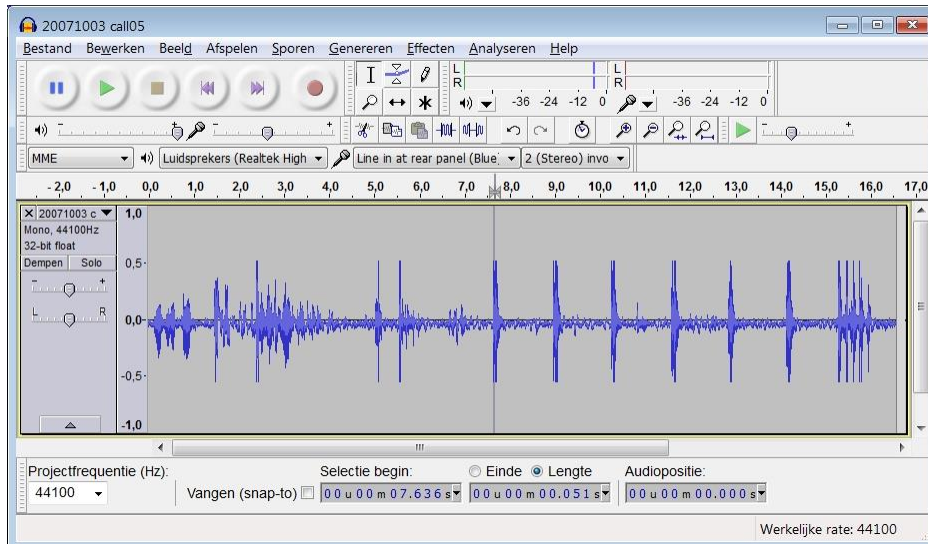 20071003 call05
Bestand Bewerken Beeld Afspelen Sporen Genereren Effecten Analyseren Help
L
R
-36 -24 -12 0
L
R
-36 -24 -12 0
MME Luidsprekers (Realtek High Line in at rear panel (Blue 2 (Stereo) invo
- 2,0 - 1,0 0,0 1,0 2,0 3,0 4,0 5,0 6,0 7,0 8,0 9,0 10,0 11,0 12,0 13,0 14,0 15,0 16,0 17,0
20071003 c
Mono, 44100Hz
32-bit float
Dempen Solo
- +
L R
1,0
0,5-
0,0-
-0,5-
-1,0
Projectfrequentie (Hz): Selectie begin: Einde Lengte Audiopositie:
44100 Vangen (snap-to) 00 u 00 m 07.636 s 00 u 00 m 00.051 s 00 u 00 m 00.000 s
Werkelijke rate: 44100